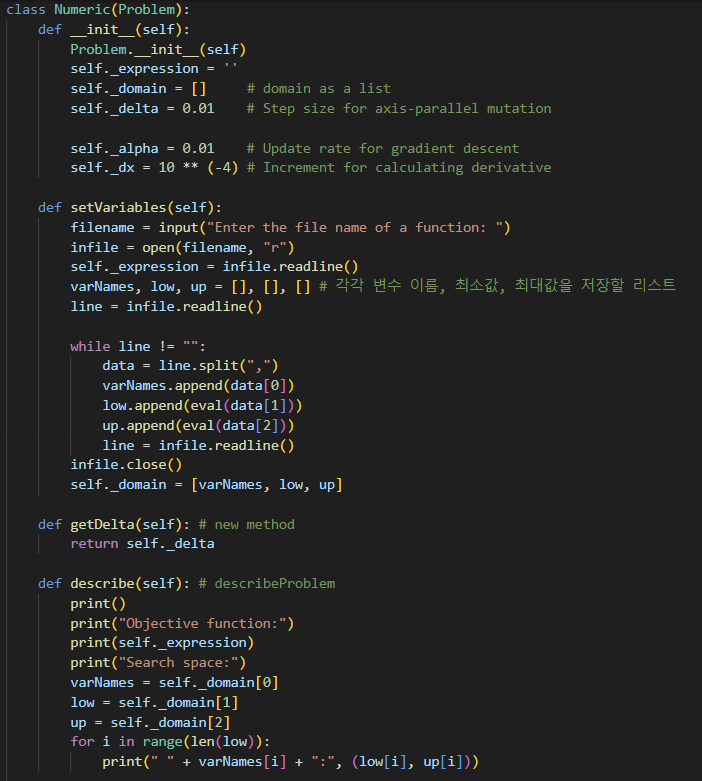 class Numeric(Problem):
    def __init__(self):
        Problem.__init__(self)
        self._expression = ''
        self._domain = []     # domain as a list
        self._delta = 0.01    # Step size for axis-parallel mutation

        self._alpha = 0.01    # Update rate for gradient descent
        self._dx = 10 ** (-4) # Increment for calculating derivative

    def setVariables(self):
        filename = input("Enter the file name of a function: ")
        infile = open(filename, "r")
        self._expression = infile.readline()
        varNames, low, up = [], [], [] # 각각 변수 이름, 최소값, 최대값을 저장할 리스트
        line = infile.readline()

        while line != "":
            data = line.split(",")
            varNames.append(data[0])
            low.append(eval(data[1]))
            up.append(eval(data[2]))
            line = infile.readline()
        infile.close()
        self._domain = [varNames, low, up]

    def getDelta(self): # new method
        return self._delta

    def describe(self): # describeProblem
        print()
        print("Objective function:")
        print(self._expression)
        print("Search space:")
        varNames = self._domain[0]
        low = self._domain[1]
        up = self._domain[2]
        for i in range(len(low)):
            print(" " + varNames[i] + ":", (low[i], up[i]))